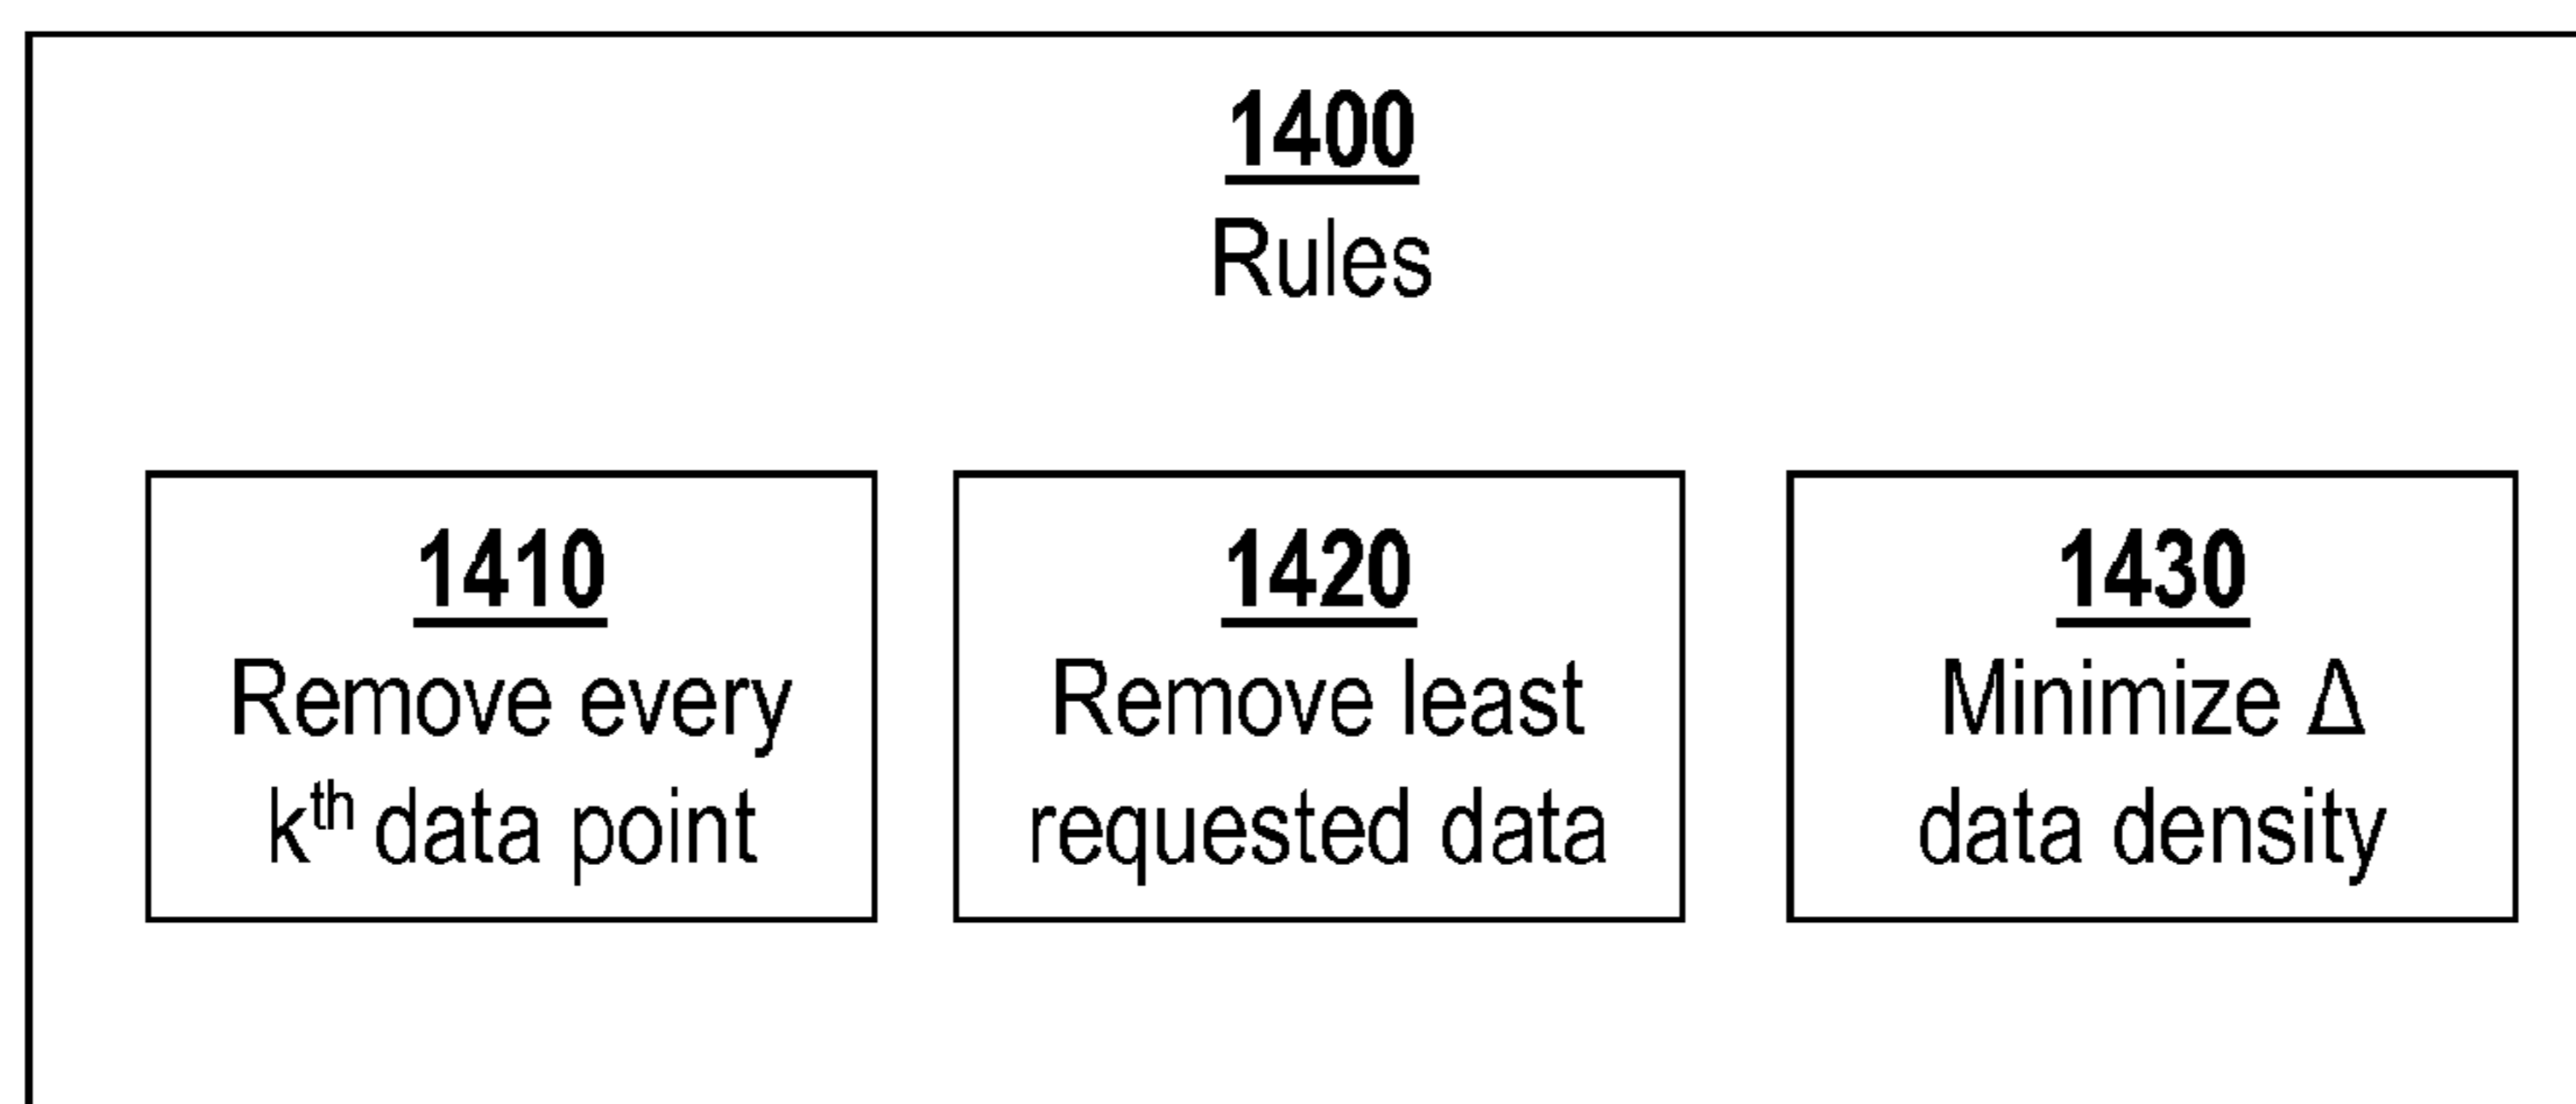 1400
Rules
1410
Remove every
kth data point
1420
Remove least
requested data
1430
Minimize Δ
data density